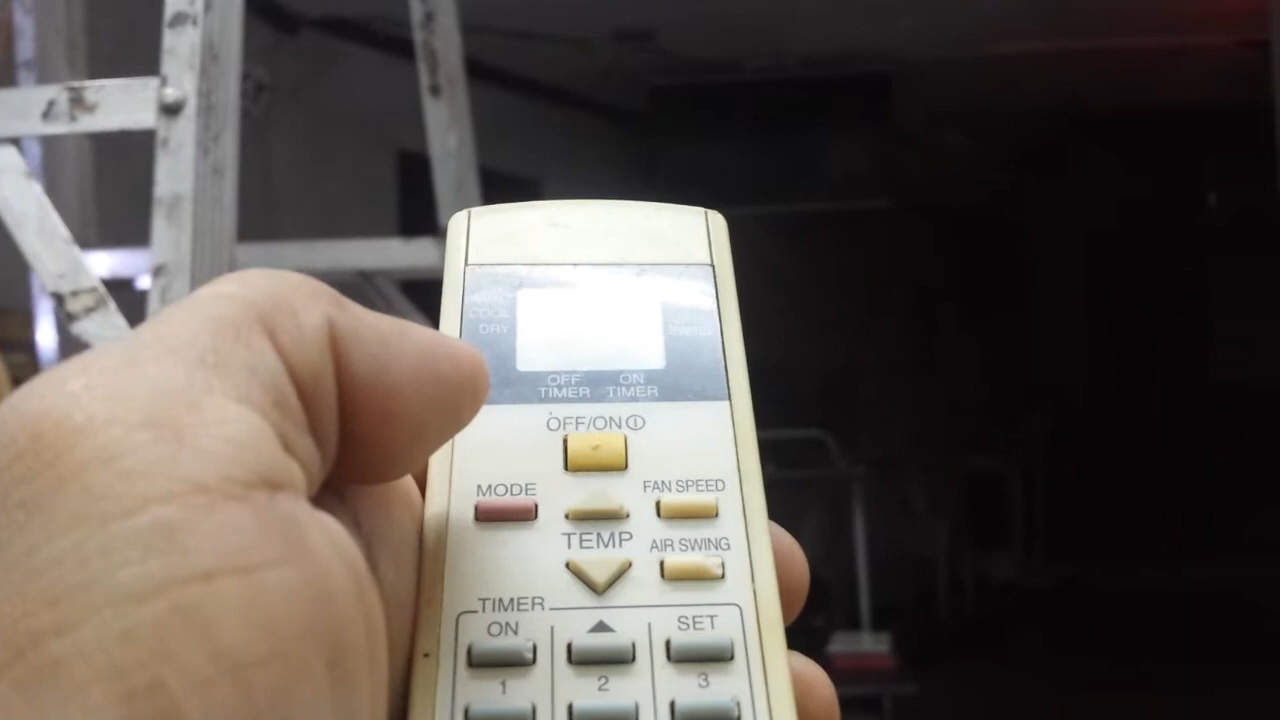 COOL
DRY
SWING
OFF
TIMER
ON
TIMER
OFF/ON
MODE
FAN SPEED
TEMP
AIR SWING
TIMER
ON
SET
1
2
3